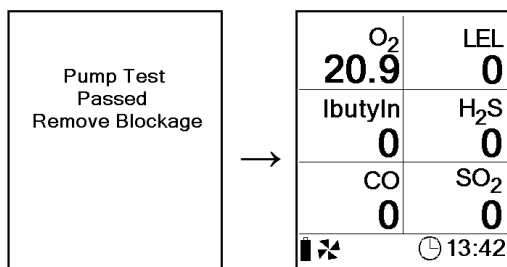 Pump Test
Passed
Remove Blockage
→
O₂ LEL
20.9 0
Ibutyln H₂S
0 0
CO SO₂
0 0
13:42